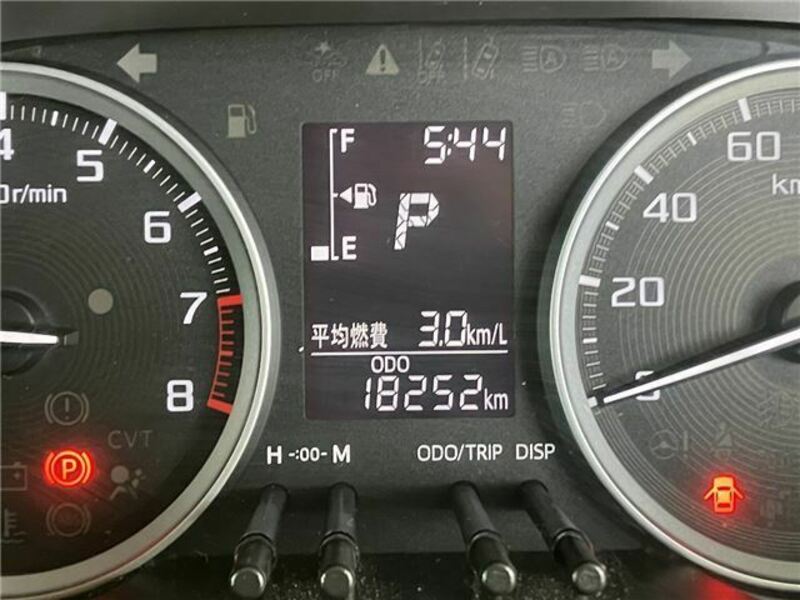 OFF
OFF
4
5
6
7
8
0r/min
F
5:44
P
E
平均燃費 3.0km/L
ODO
18252km
H -:00- M
ODO/TRIP DISP
CVT
P
60
40
20
km